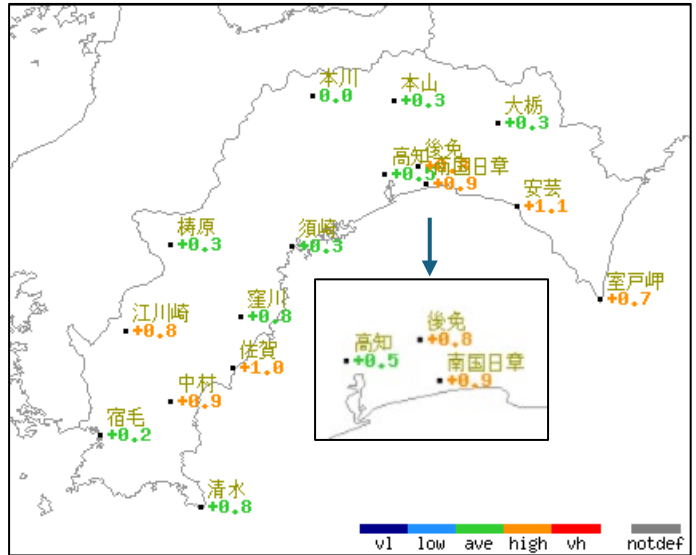 本川
0.0
本山
+0.3
大栃
+0.3
高知
+0.5
後免
南国日章
+0.9
安芸
+1.1
梼原
+0.3
須崎
+0.3
室戸岬
+0.7
窪川
+0.8
江川崎
+0.8
佐賀
+1.0
中村
+0.9
宿毛
+0.2
清水
+0.8
後免
+0.8
高知
+0.5
南国日章
+0.9
vl low ave high vh notdef